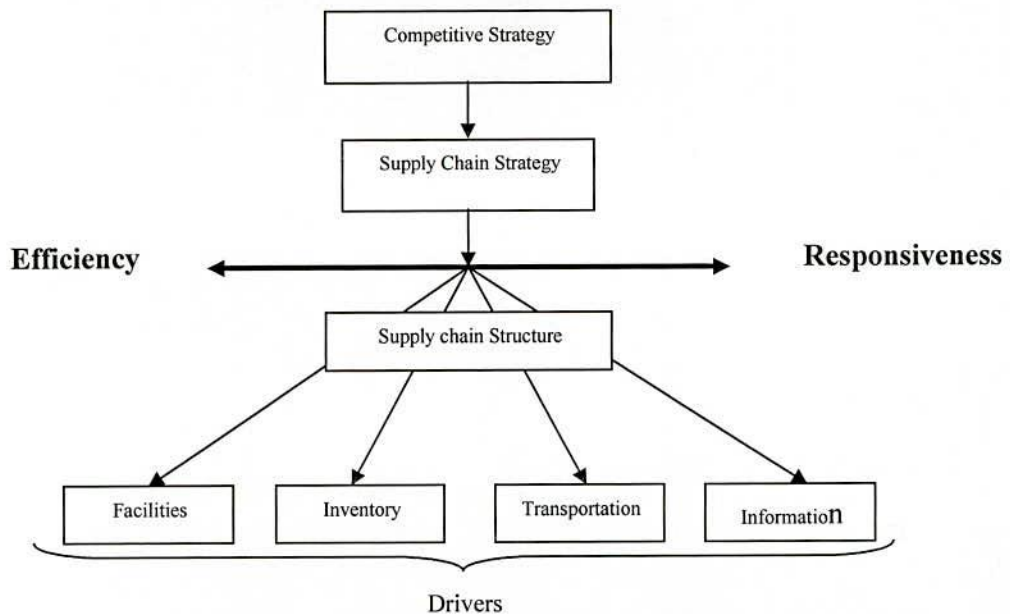 Competitive Strategy
Supply Chain Strategy
Efficiency
Responsiveness
Supply chain Structure
Facilities
Inventory
Transportation
Information
Drivers